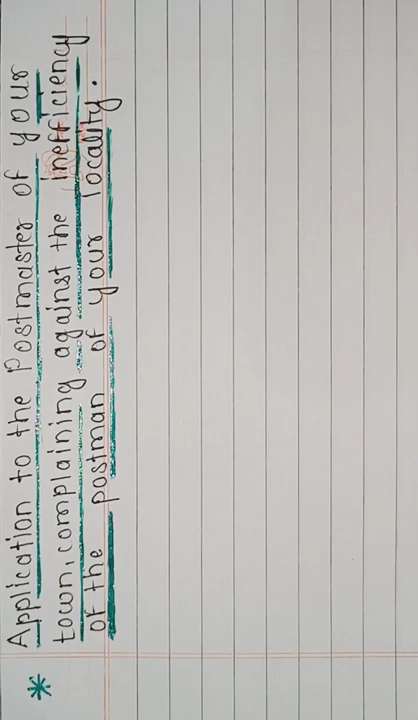 * Application to the Postmaster of your
town, complaining against the inefficiency
of the postman of your locality.